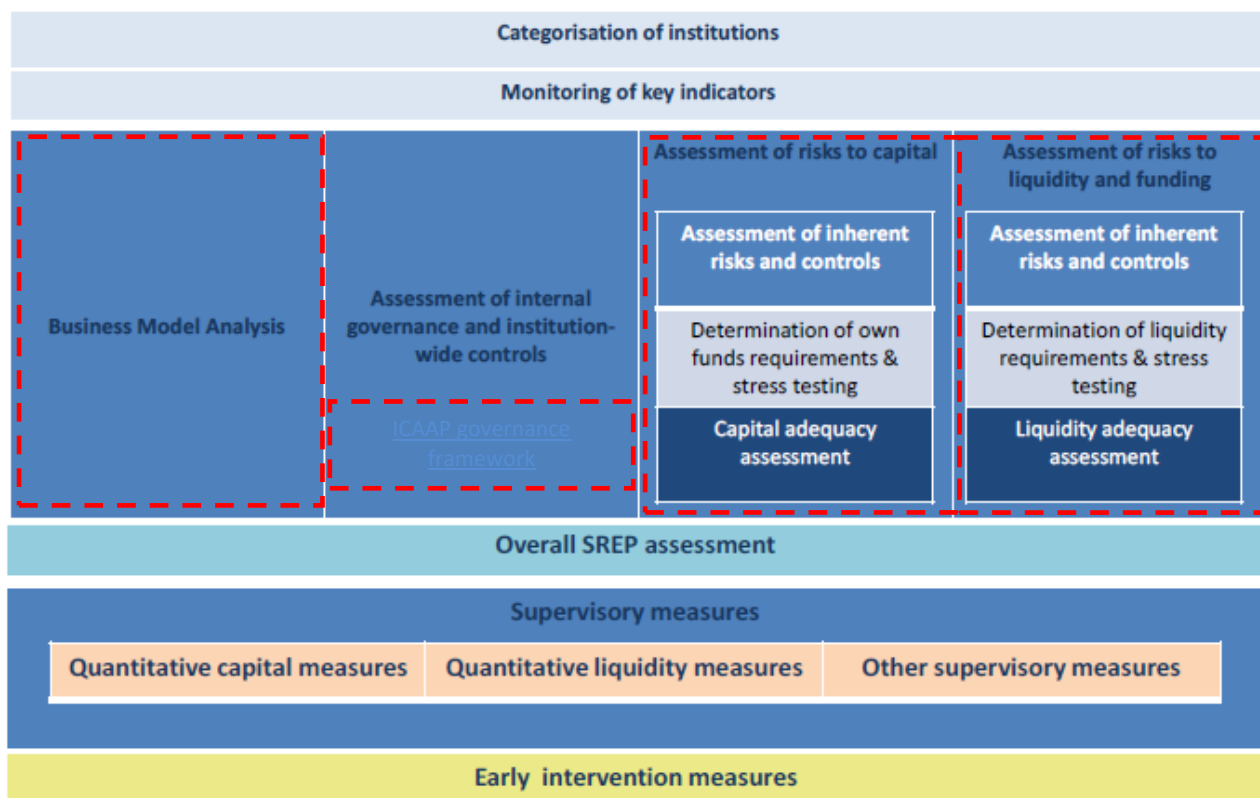 Categorisation of institutions
Monitoring of key indicators
Business Model Analysis
Assessment of internal
governance and institution-
wide controls
ICAAP governance
framework
Assessment of risks to capital
Assessment of inherent
risks and controls
Determination of own
funds requirements &
stress testing
Capital adequacy
assessment
Assessment of risks to
liquidity and funding
Assessment of inherent
risks and controls
Determination of liquidity
requirements & stress
testing
Liquidity adequacy
assessment
Overall SREP assessment
Supervisory measures
Quantitative capital measures
Quantitative liquidity measures
Other supervisory measures
Early intervention measures